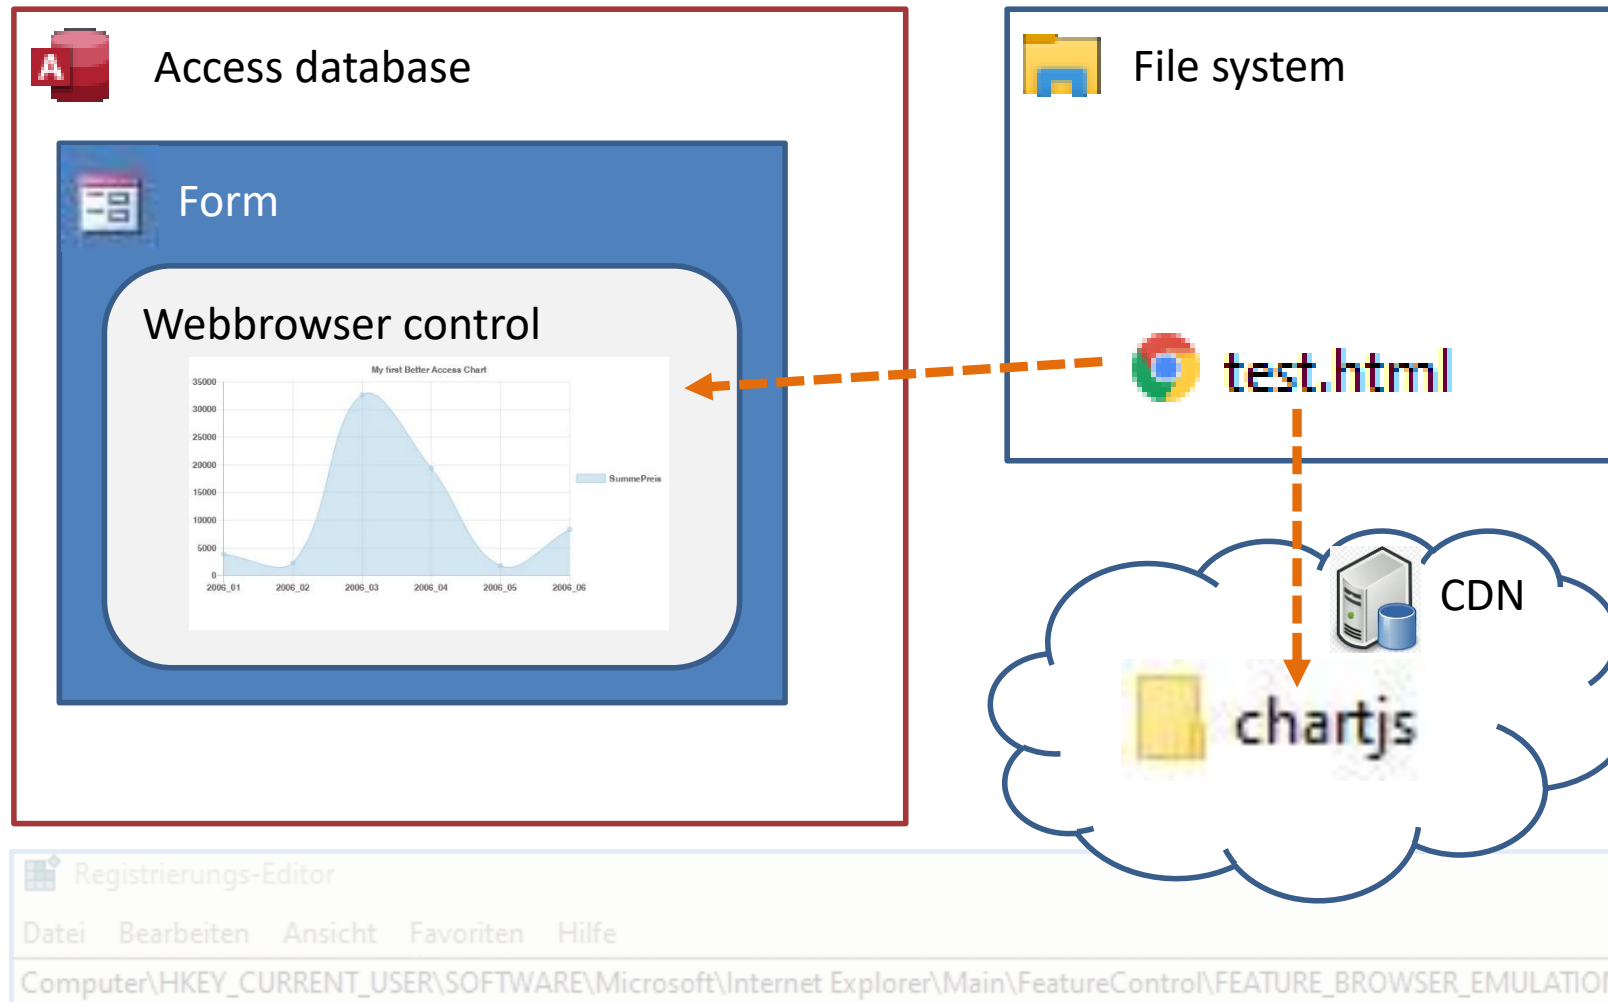 A
Access database
Form
Webbrowser control
My first Better Access Chart
35000
30000
25000
20000
15000
10000
5000
0
2006_01 2006_02 2006_03 2006_04 2006_05 2006_06
SummePreis
File system
test.html
CDN
chartjs
Registrierungs-Editor
Datei Bearbeiten Ansicht Favoriten Hilfe
Computer\HKEY_CURRENT_USER\SOFTWARE\Microsoft\Internet Explorer\Main\FeatureControl\FEATURE_BROWSER_EMULATION